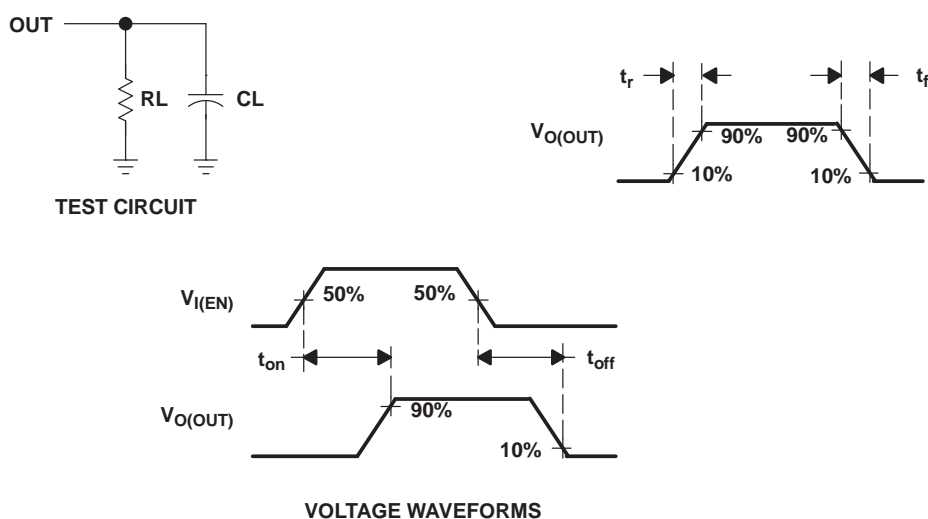 OUT
RL CL
TEST CIRCUIT
tr tf
VO(OUT) 90% 90%
10% 10%
VI(EN) 50% 50%
ton toff
VO(OUT) 90%
10%
VOLTAGE WAVEFORMS